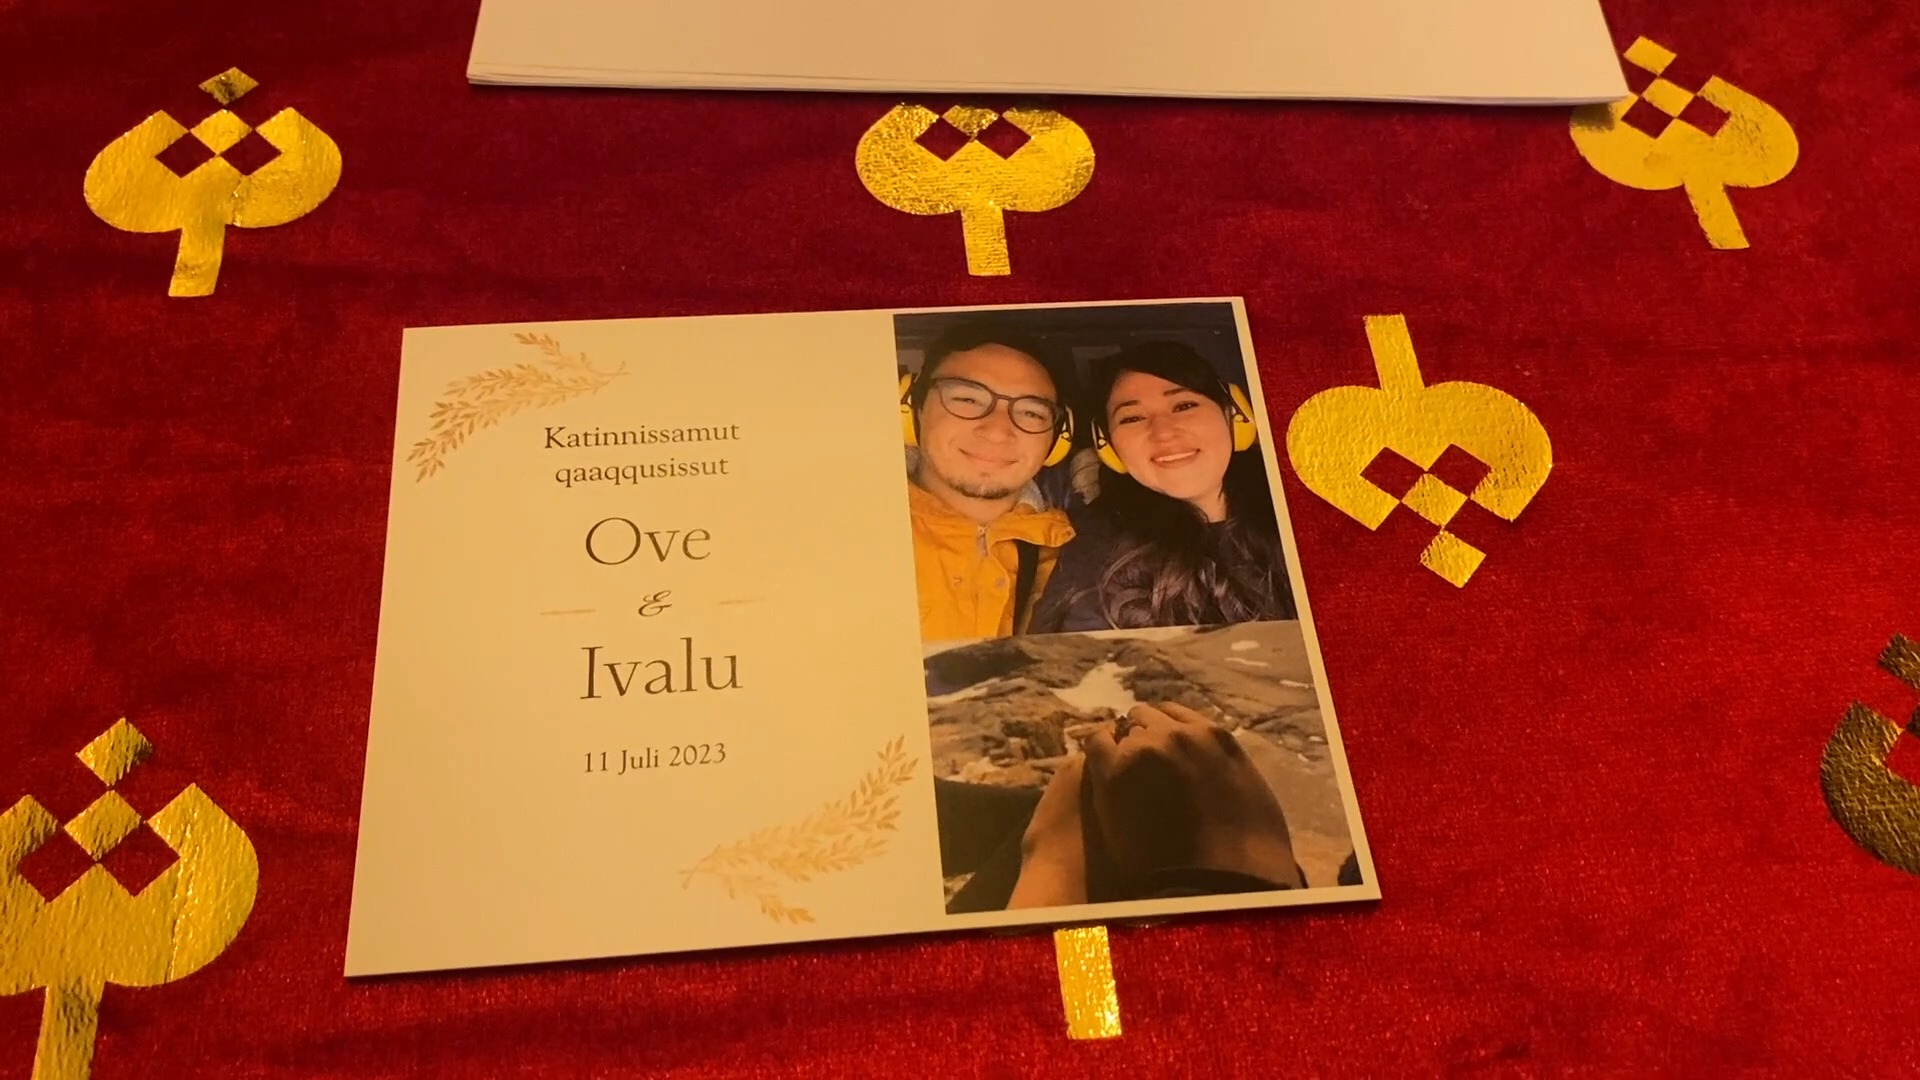 Katinnissamut
qaaqqusissut
Ove
&
Ivalu
11 Juli 2023